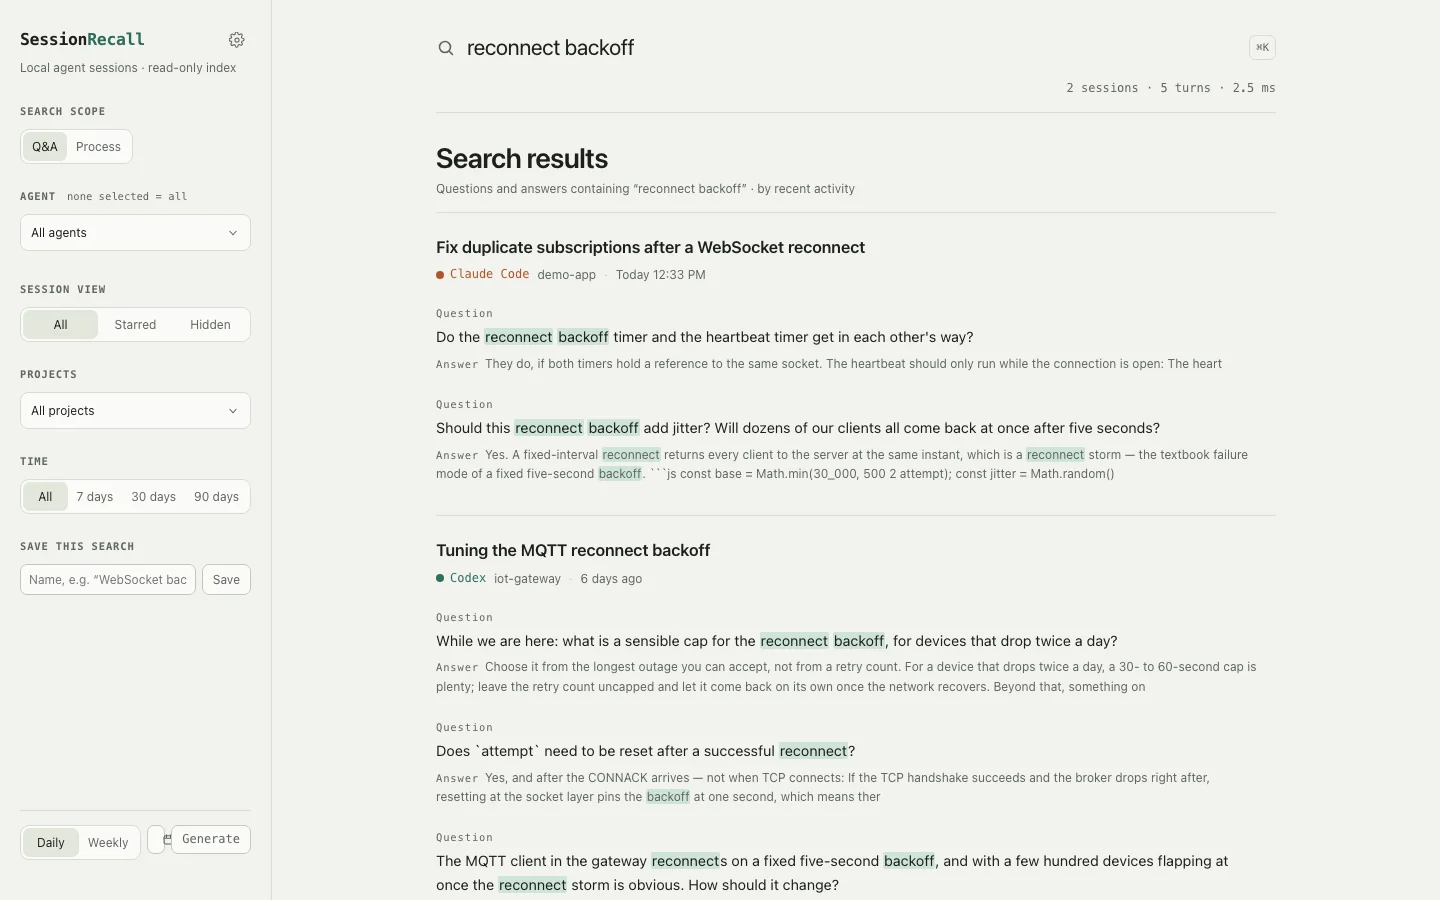 SessionRecall
Local agent sessions · read-only index
SEARCH SCOPE
Q&A Process
AGENT none selected = all
All agents
SESSION VIEW
All Starred Hidden
PROJECTS
All projects
TIME
All 7 days 30 days 90 days
SAVE THIS SEARCH
Name, e.g. “WebSocket bac Save
Daily Weekly Generate
reconnect backoff ⌘K
2 sessions · 5 turns · 2.5 ms
Search results
Questions and answers containing “reconnect backoff” · by recent activity
Fix duplicate subscriptions after a WebSocket reconnect
Claude Code demo-app · Today 12:33 PM
Question
Do the reconnect backoff timer and the heartbeat timer get in each other's way?
Answer They do, if both timers hold a reference to the same socket. The heartbeat should only run while the connection is open: The heart
Question
Should this reconnect backoff add jitter? Will dozens of our clients all come back at once after five seconds?
Answer Yes. A fixed-interval reconnect returns every client to the server at the same instant, which is a reconnect storm — the textbook failure
mode of a fixed five-second backoff. ```js const base = Math.min(30_000, 500 2 attempt); const jitter = Math.random()
Tuning the MQTT reconnect backoff
Codex iot-gateway · 6 days ago
Question
While we are here: what is a sensible cap for the reconnect backoff, for devices that drop twice a day?
Answer Choose it from the longest outage you can accept, not from a retry count. For a device that drops twice a day, a 30- to 60-second cap is
plenty; leave the retry count uncapped and let it come back on its own once the network recovers. Beyond that, something on
Question
Does `attempt` need to be reset after a successful reconnect?
Answer Yes, and after the CONNACK arrives — not when TCP connects: If the TCP handshake succeeds and the broker drops right after,
resetting at the socket layer pins the backoff at one second, which means ther
Question
The MQTT client in the gateway reconnects on a fixed five-second backoff, and with a few hundred devices flapping at
once the reconnect storm is obvious. How should it change?